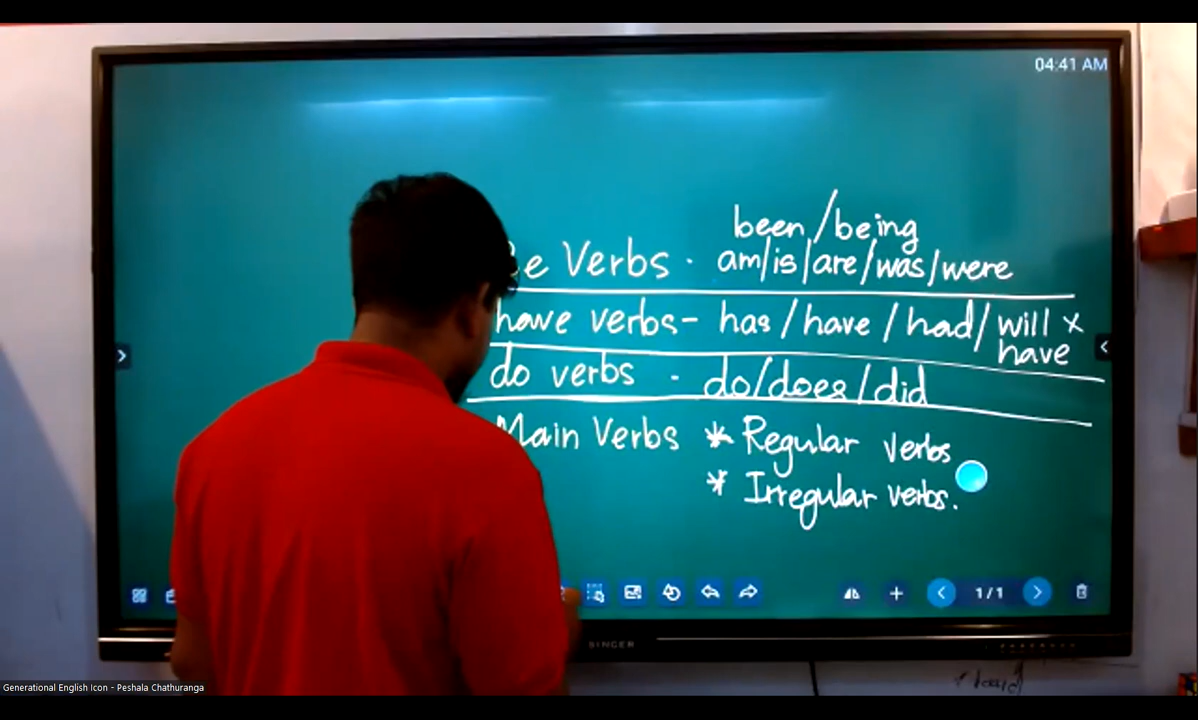 04:41 AM
been/being
Be Verbs · am/is/are/was/were
have verbs- has/have/had/will x
have
do verbs - do/does/did
Main Verbs * Regular verbs
* Irregular verbs.
1/1
SINGER
Generational English Icon - Peshala Chathuranga